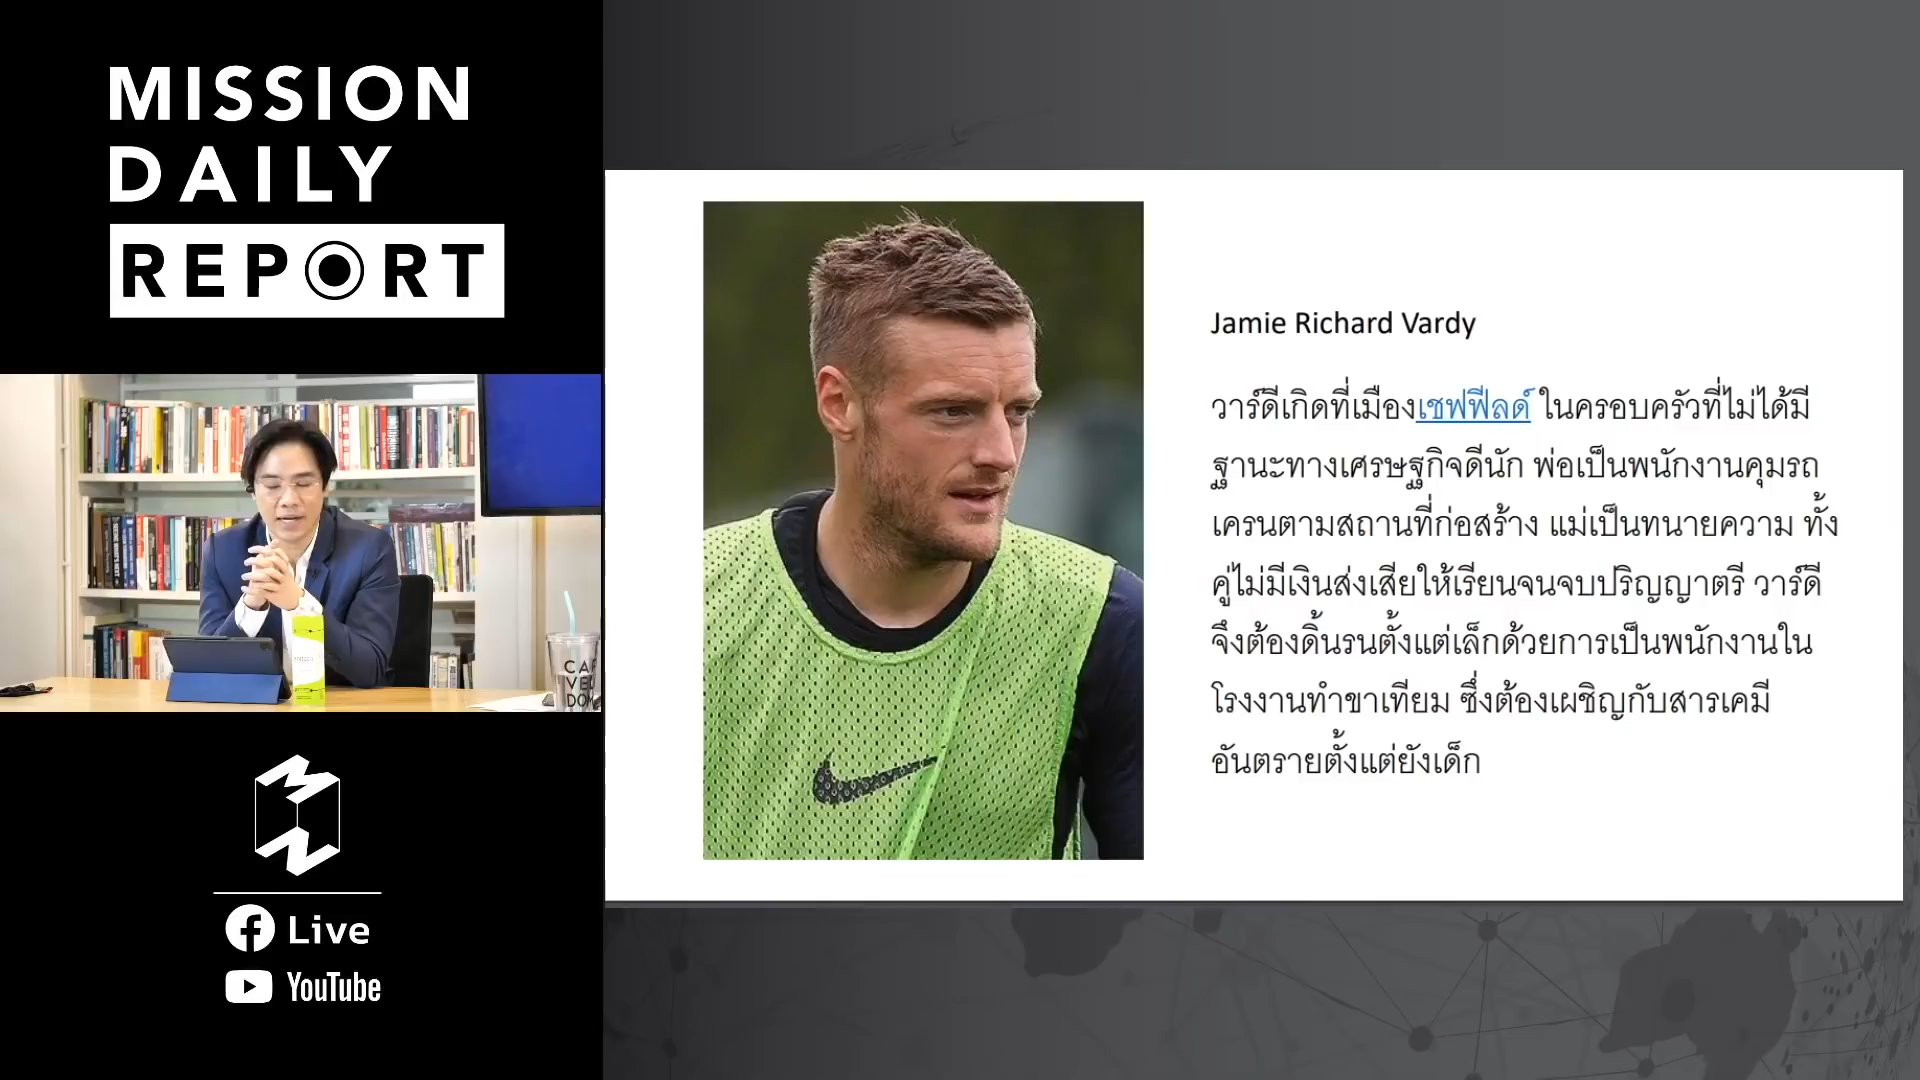 MISSION
DAILY
REPORT
Live
YouTube
Jamie Richard Vardy
วาร์ดีเกิดที่เมืองเชฟฟีลด์ ในครอบครัวที่ไม่ได้มี
ฐานะทางเศรษฐกิจดีนัก พ่อเป็นพนักงานคุมรถ
เครนตามสถานที่ก่อสร้าง แม่เป็นทนายความ ทั้ง
คู่ไม่มีเงินส่งเสียให้เรียนจนจบปริญญาตรี วาร์ดี
จึงต้องดิ้นรนตั้งแต่เล็กด้วยการเป็นพนักงานใน
โรงงานทำขาเทียม ซึ่งต้องเผชิญกับสารเคมี
อันตรายตั้งแต่ยังเด็ก